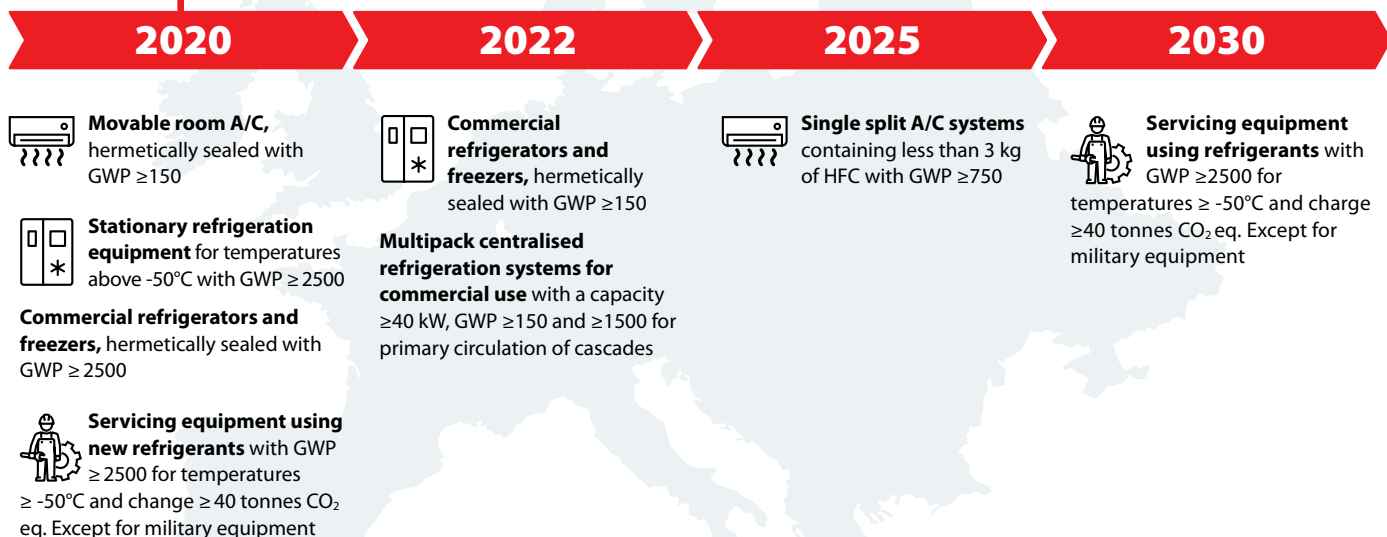 2020
2022
2025
2030
Movable room A/C,
hermetically sealed with
GWP ≥150
Stationary refrigeration
equipment for temperatures
above -50°C with GWP ≥ 2500
Commercial refrigerators and
freezers, hermetically sealed with
GWP ≥ 2500
Servicing equipment using
new refrigerants with GWP
≥ 2500 for temperatures
≥ -50°C and change ≥ 40 tonnes CO₂
eq. Except for military equipment
Commercial
refrigerators and
freezers, hermetically
sealed with GWP ≥150
Multipack centralised
refrigeration systems for
commercial use with a capacity
≥40 kW, GWP ≥150 and ≥1500 for
primary circulation of cascades
Single split A/C systems
containing less than 3 kg
of HFC with GWP ≥750
Servicing equipment
using refrigerants with
GWP ≥2500 for
temperatures ≥ -50°C and charge
≥40 tonnes CO₂ eq. Except for
military equipment